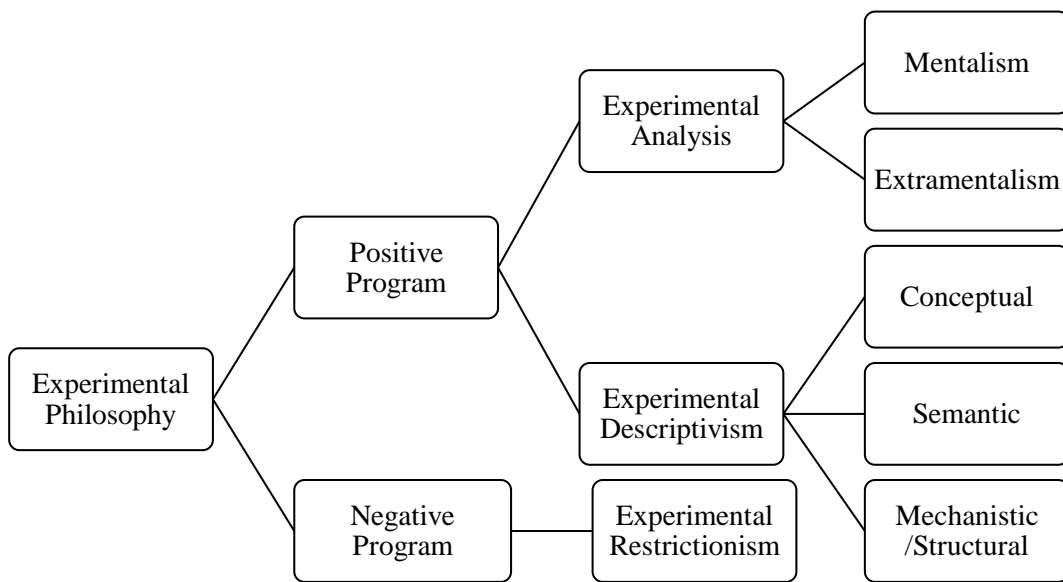 Mentalism
Experimental
Analysis
Extramentalism
Positive
Program
Conceptual
Experimental
Philosophy
Experimental
Descriptivism
Semantic
Negative
Program
Experimental
Restrictionism
Mechanistic
/Structural